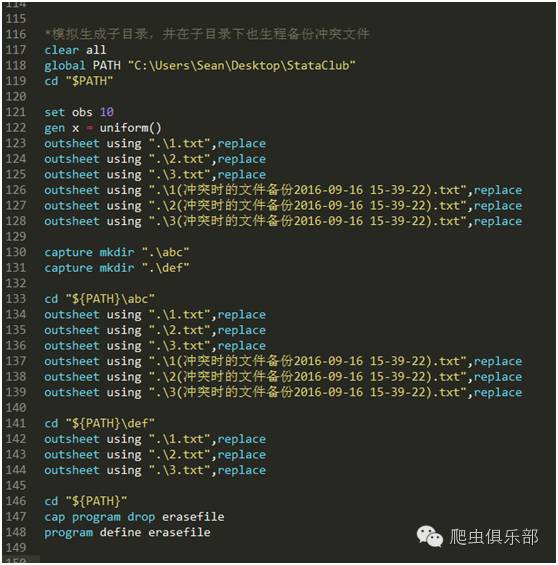 114
115
116 *模拟生成子目录，并在子目录下也生程备份冲突文件
117 clear all
118 global PATH "C:\Users\Sean\Desktop\StataClub"
119 cd "$PATH"
120
121 set obs 10
122 gen x = uniform()
123 outsheet using ".\1.txt",replace
124 outsheet using ".\2.txt",replace
125 outsheet using ".\3.txt",replace
126 outsheet using ".\1(冲突时的文件备份2016-09-16 15-39-22).txt",replace
127 outsheet using ".\2(冲突时的文件备份2016-09-16 15-39-22).txt",replace
128 outsheet using ".\3(冲突时的文件备份2016-09-16 15-39-22).txt",replace
129
130 capture mkdir ".\abc"
131 capture mkdir ".\def"
132
133 cd "${PATH}\abc"
134 outsheet using ".\1.txt",replace
135 outsheet using ".\2.txt",replace
136 outsheet using ".\3.txt",replace
137 outsheet using ".\1(冲突时的文件备份2016-09-16 15-39-22).txt",replace
138 outsheet using ".\2(冲突时的文件备份2016-09-16 15-39-22).txt",replace
139 outsheet using ".\3(冲突时的文件备份2016-09-16 15-39-22).txt",replace
140
141 cd "${PATH}\def"
142 outsheet using ".\1.txt",replace
143 outsheet using ".\2.txt",replace
144 outsheet using ".\3.txt",replace
145
146 cd "${PATH}"
147 cap program drop erasefile
148 program define erasefile
149
150
爬虫俱乐部